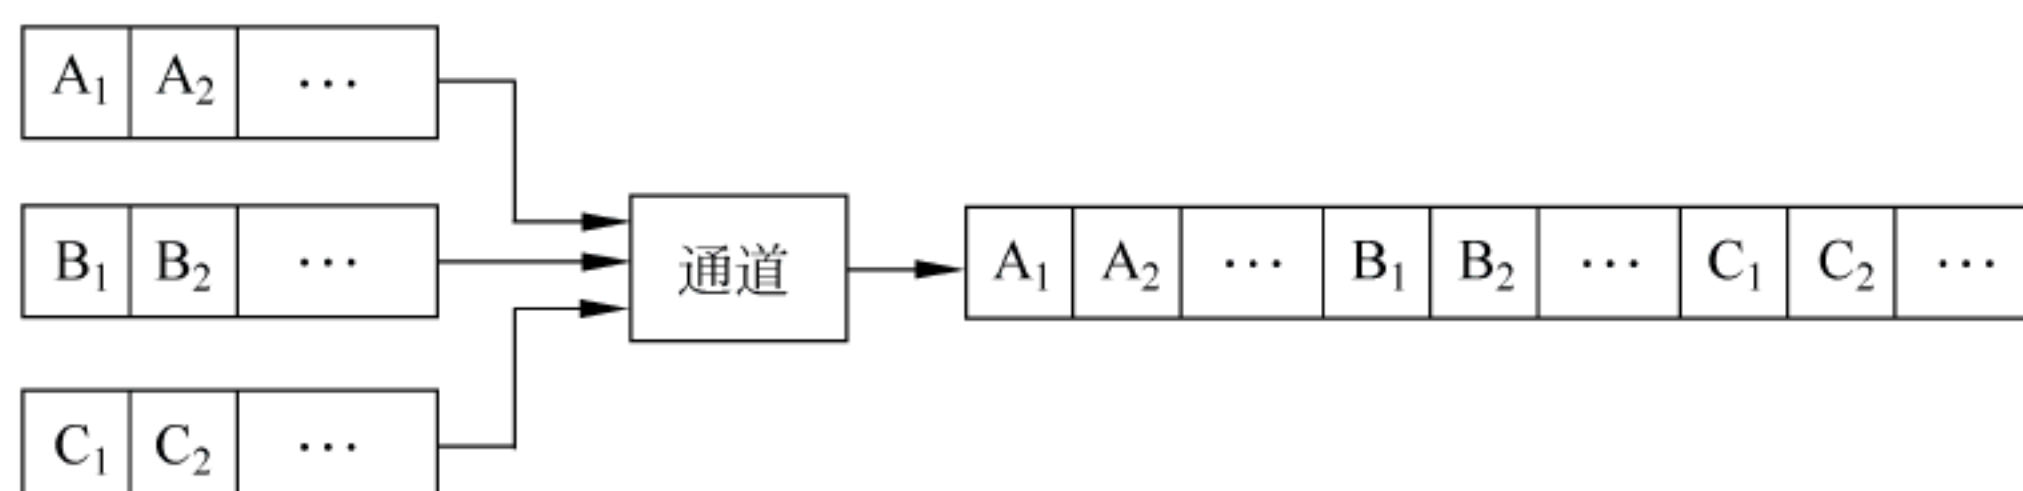 A₁ A₂ ···
B₁ B₂ ···
C₁ C₂ ···
通道
A₁ A₂ ··· B₁ B₂ ··· C₁ C₂ ···